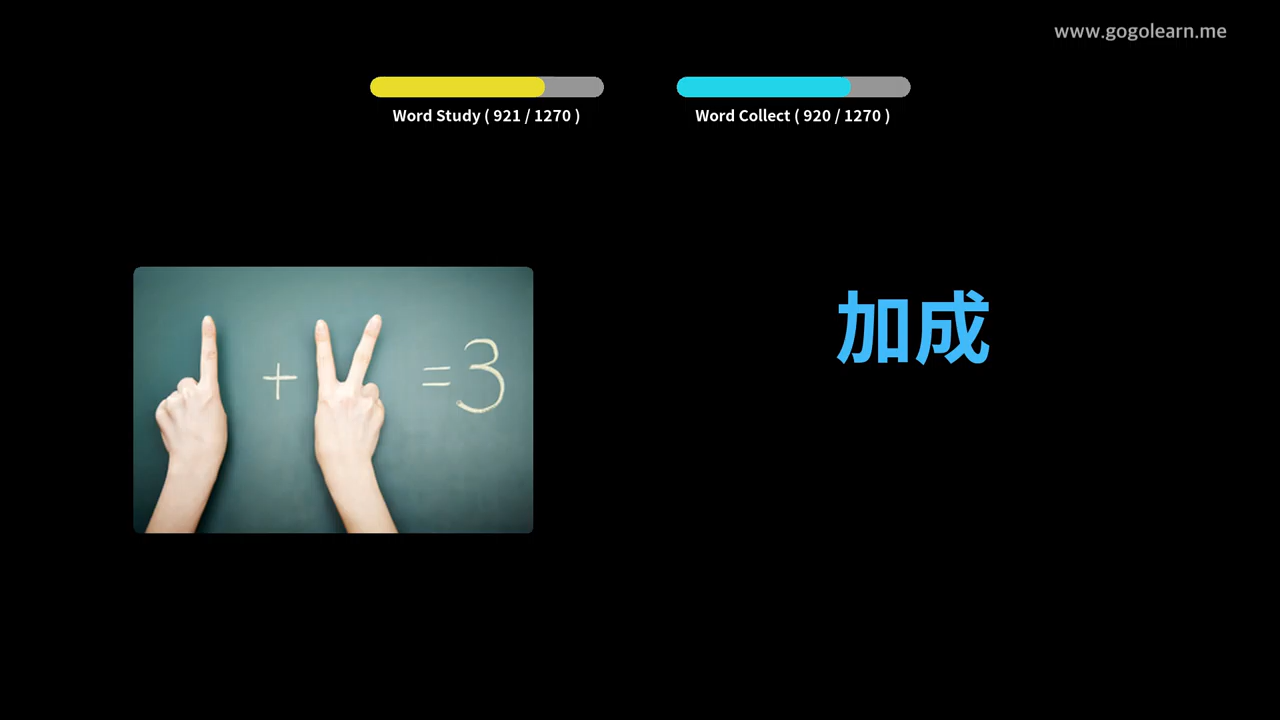 www.gogolearn.me
Word Study ( 921 / 1270 )
Word Collect ( 920 / 1270 )
+ = 3
加成